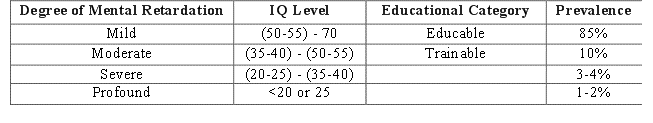 Degree of Mental Retardation IQ Level Educational Category Prevalence
Mild (50-55) - 70 Educable 85%
Moderate (35-40) - (50-55) Trainable 10%
Severe (20-25) - (35-40) 3-4%
Profound <20 or 25 1-2%